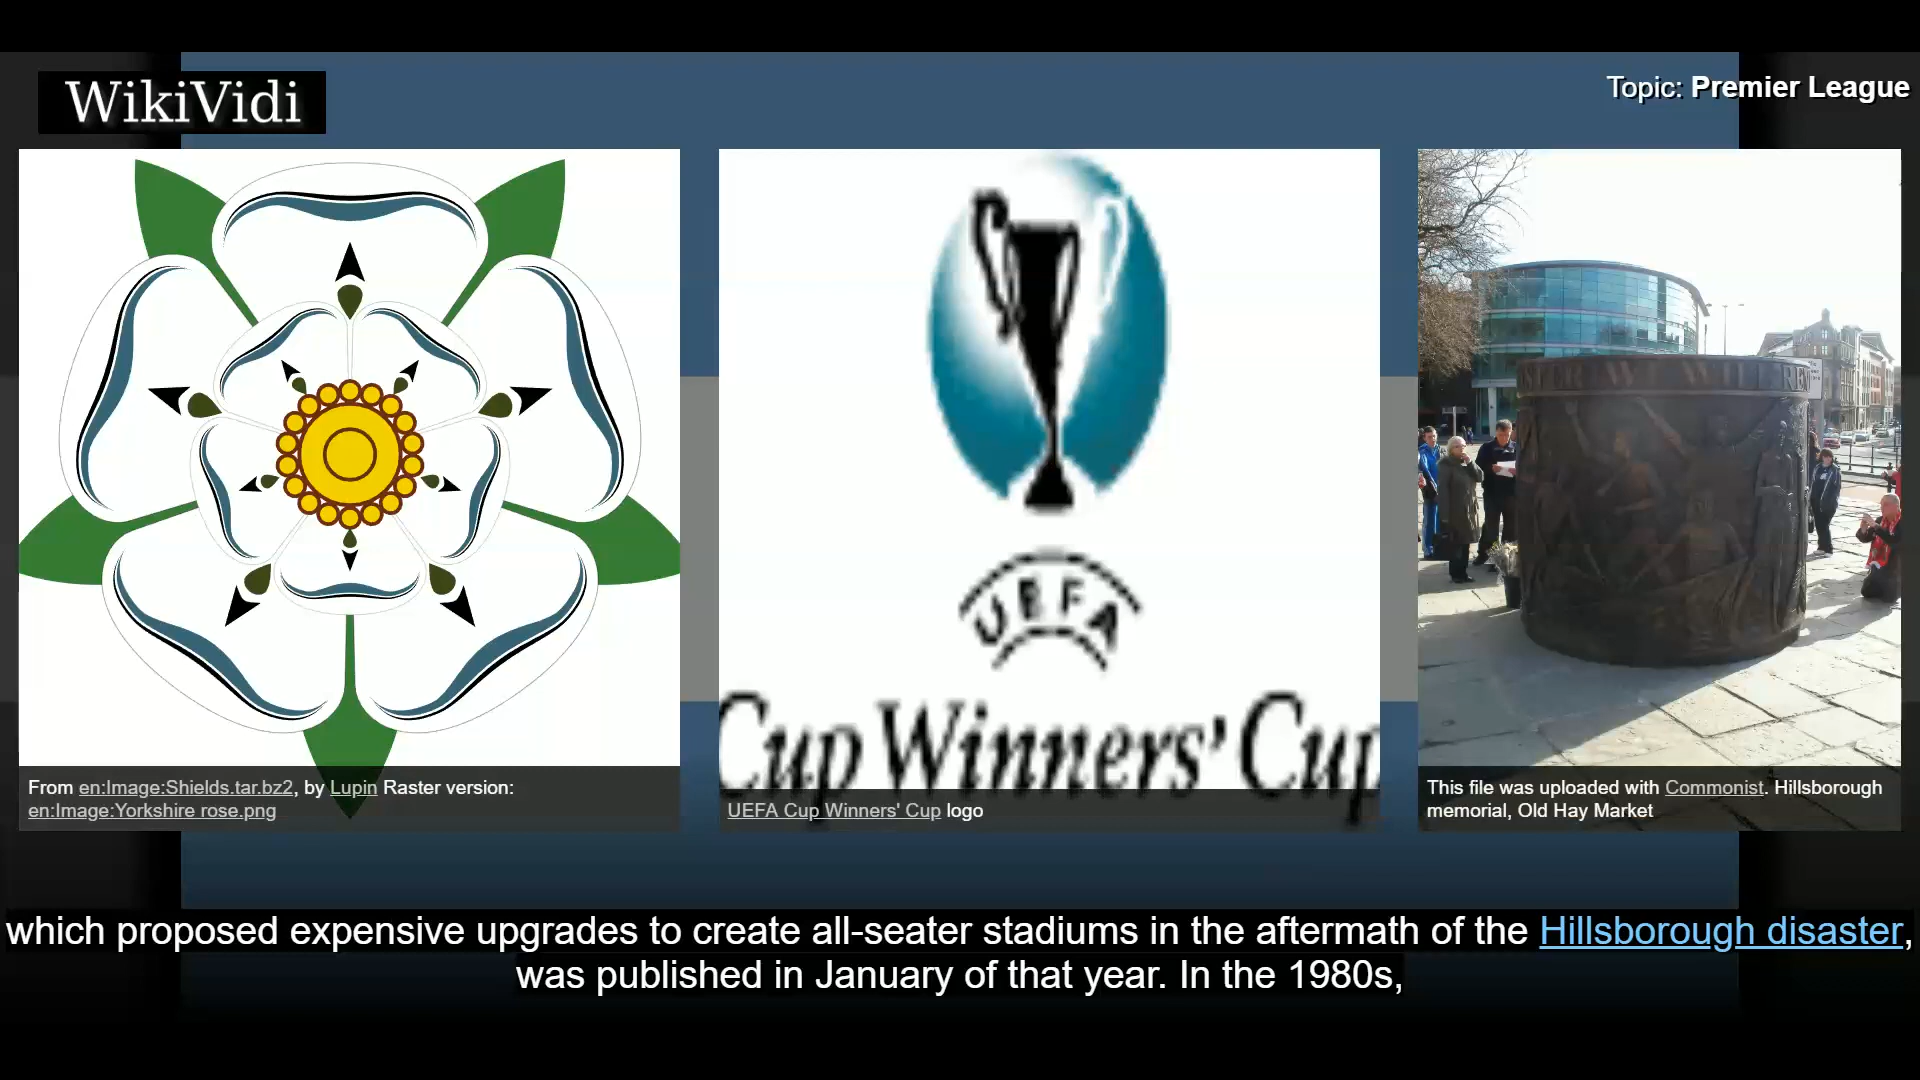 WikiVidi
Topic: Premier League
UEFA
Cup Winners' Cup
From en:Image:Shields.tar.bz2, by Lupin Raster version:
en:Image:Yorkshire rose.png
UEFA Cup Winners' Cup logo
This file was uploaded with Commonist. Hillsborough
memorial, Old Hay Market
which proposed expensive upgrades to create all-seater stadiums in the aftermath of the Hillsborough disaster,
was published in January of that year. In the 1980s,